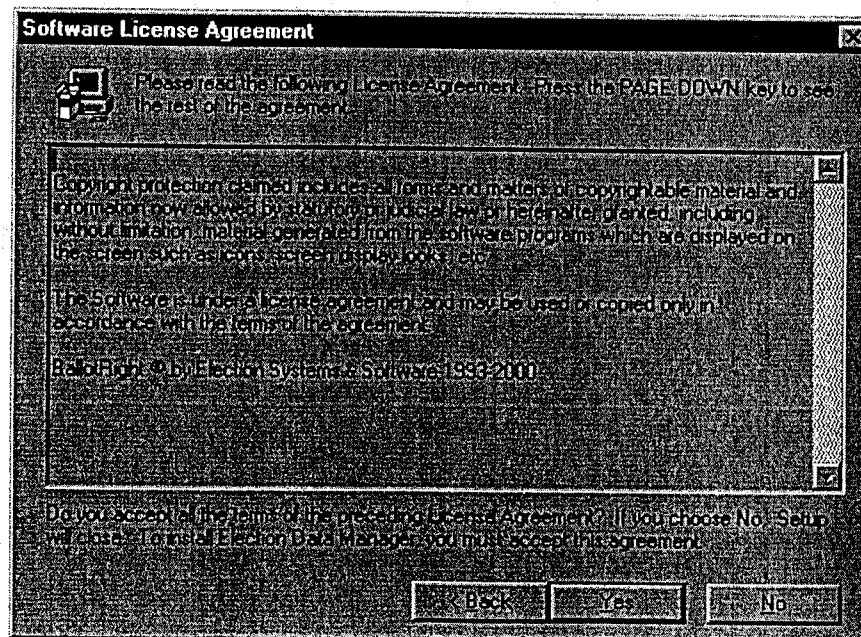 Software License Agreement
Please read the following License Agreement. Press the PAGE DOWN key to see
the rest of the agreement.
Copyright protection claimed includes all forms and matters of copyrightable material and
information now allowed by statutory or judicial law or hereinafter granted, including
without limitation, material generated from the software programs which are displayed on
the screen such as icons, screen display looks, etc.
The Software is under a license agreement and may be used or copied only in
accordance with the terms of the agreement.
BallotRight © by Election Systems & Software 1993-2000
Do you accept all the terms of the preceding License Agreement? If you choose No, Setup
will close. To install Election Data Manager, you must accept this agreement.
< Back
Yes
No